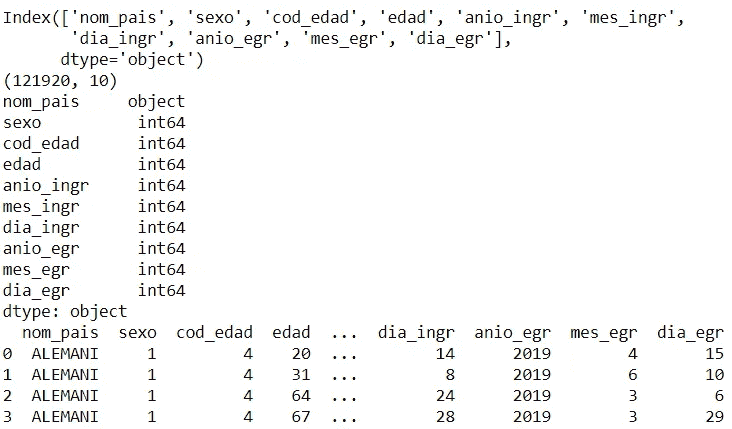 Index(['nom_pais', 'sexo', 'cod_edad', 'edad', 'anio_ingr', 'mes_ingr',
       'dia_ingr', 'anio_egr', 'mes_egr', 'dia_egr'],
      dtype='object')
(121920, 10)
nom_pais     object
sexo          int64
cod_edad      int64
edad          int64
anio_ingr     int64
mes_ingr      int64
dia_ingr      int64
anio_egr      int64
mes_egr       int64
dia_egr       int64
dtype: object
  nom_pais  sexo  cod_edad  edad  ...  dia_ingr  anio_egr  mes_egr  dia_egr
0  ALEMANI     1         4    20  ...        14      2019        4       15
1  ALEMANI     1         4    31  ...         8      2019        6       10
2  ALEMANI     1         4    64  ...        24      2019        3        6
3  ALEMANI     1         4    67  ...        28      2019        3       29